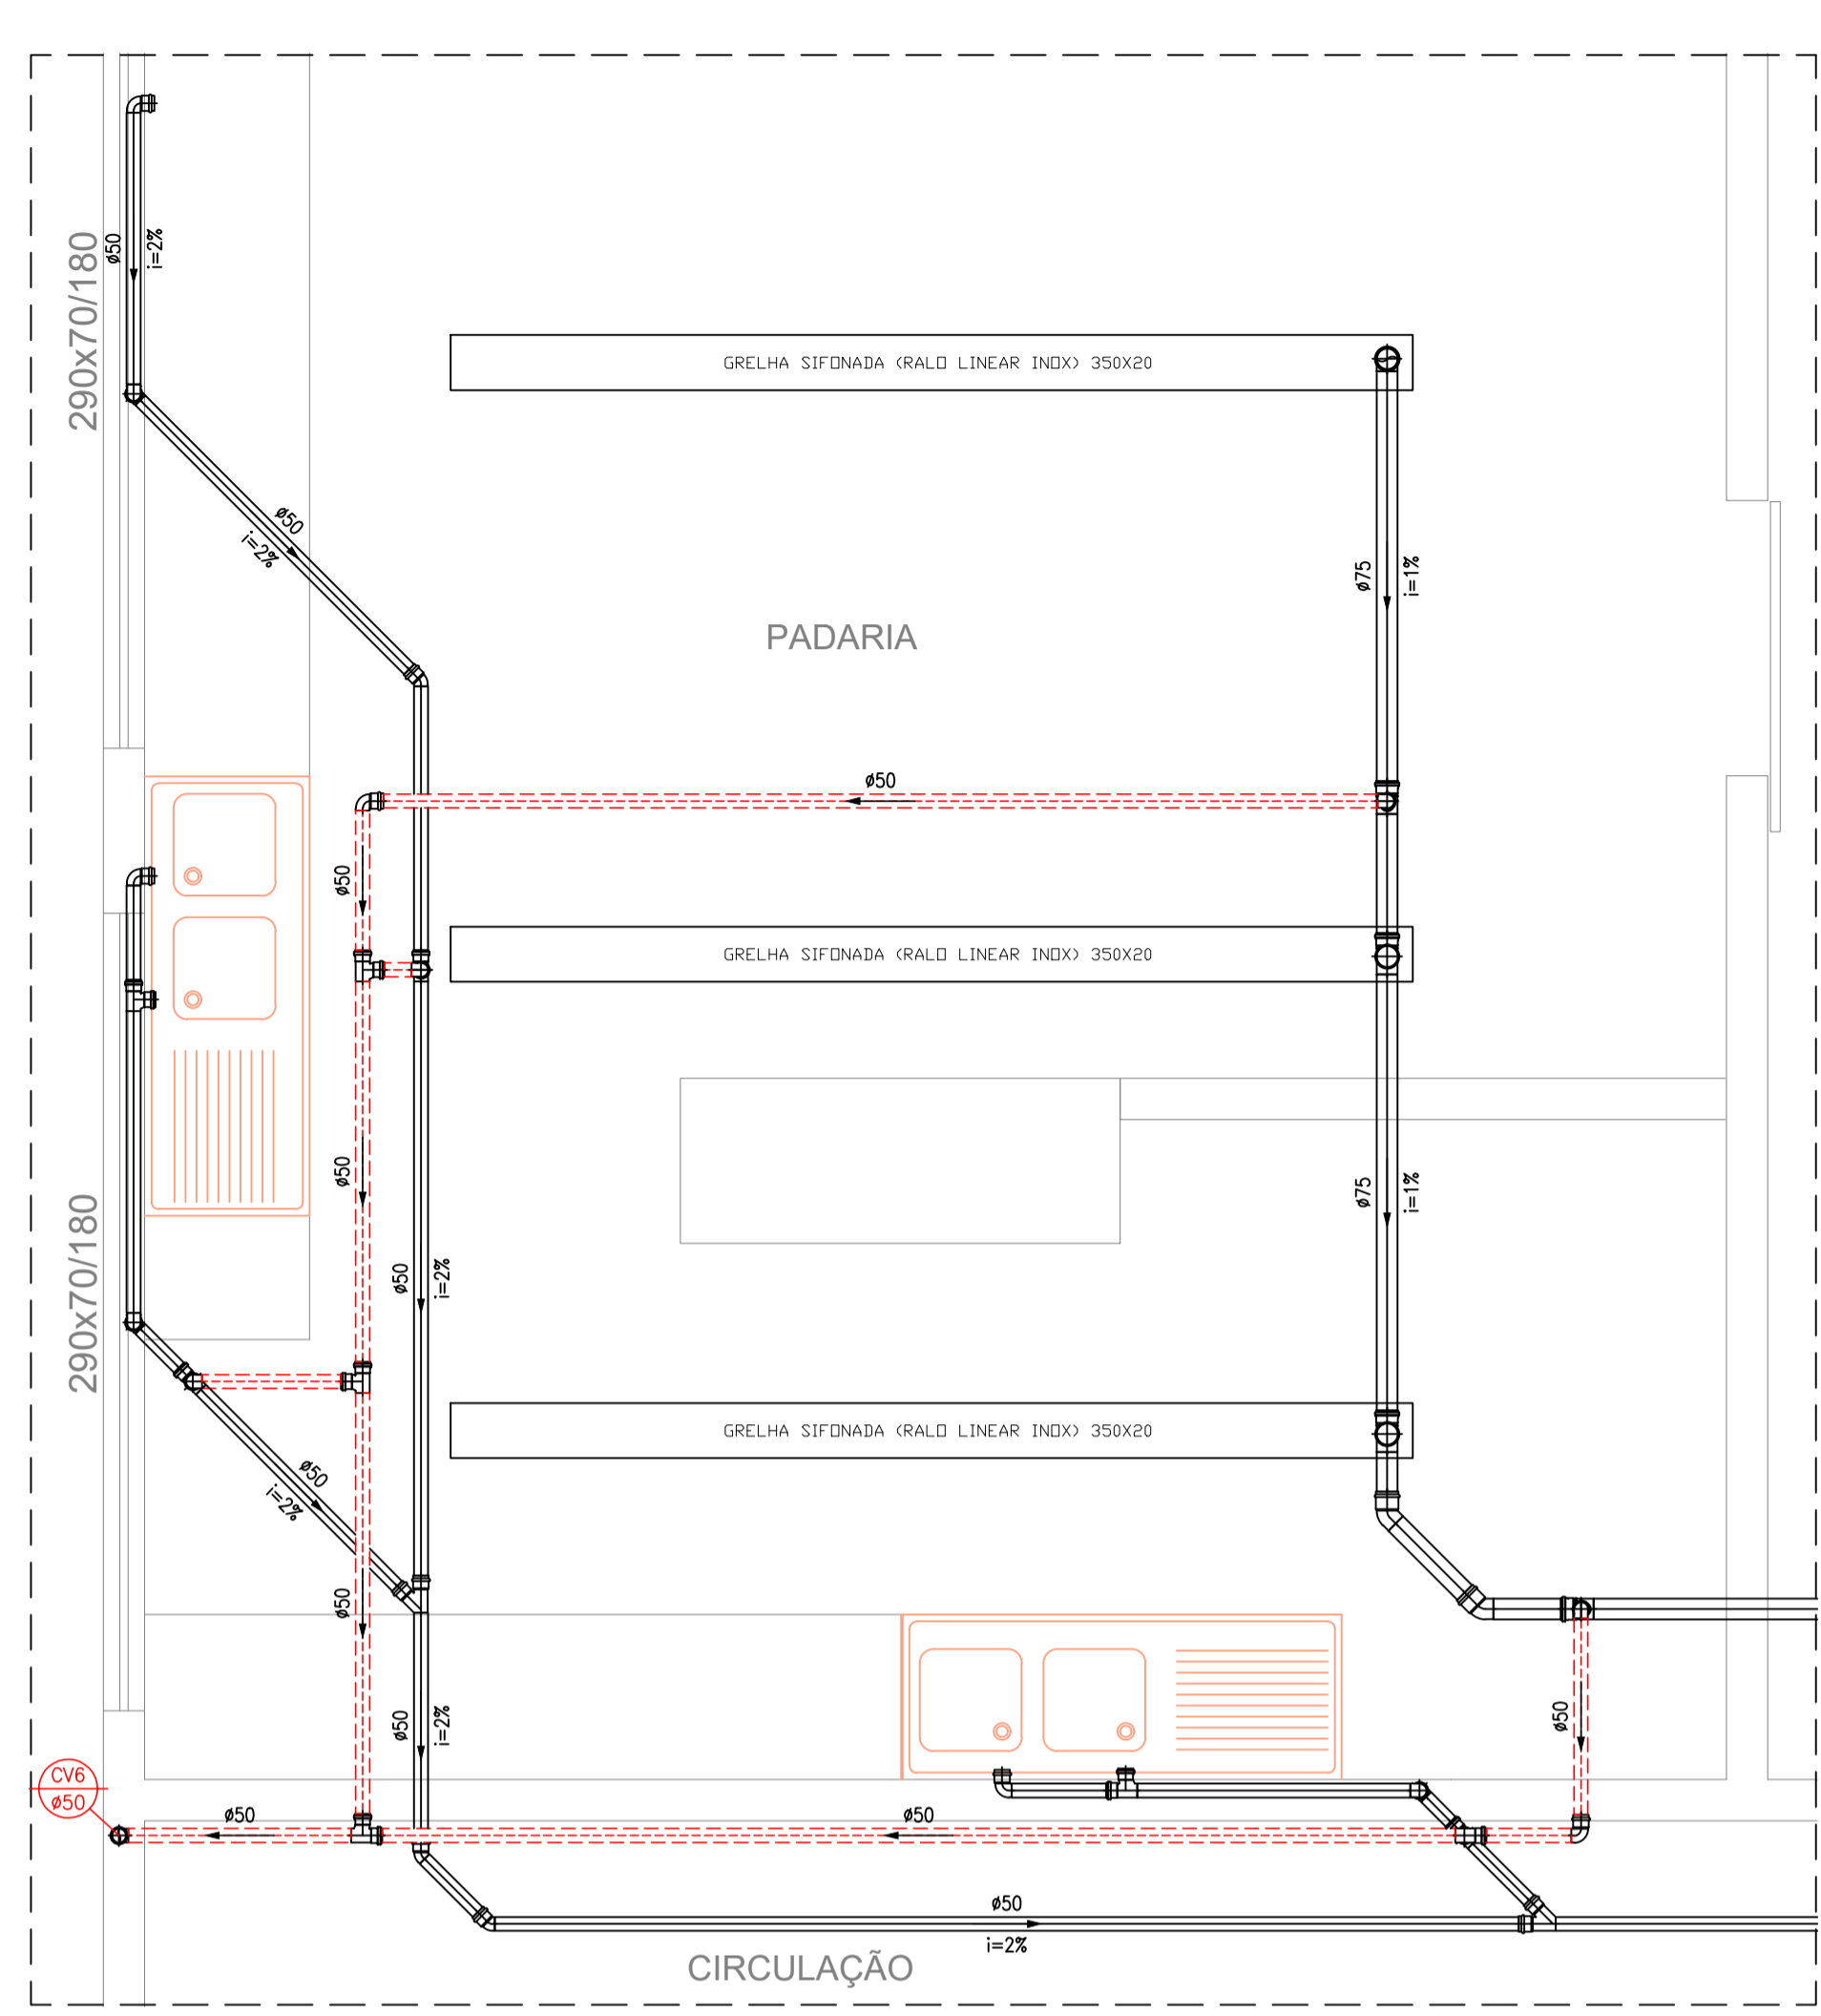 ø50
i=2%
290x70/180
GRELHA SIFONADA (RALO LINEAR INOX) 350X20
ø50
i=2%
ø75
i=1%
PADARIA
ø50
ø50
GRELHA SIFONADA (RALO LINEAR INOX) 350X20
ø50
ø75
i=1%
290x70/180
ø50
i=2%
GRELHA SIFONADA (RALO LINEAR INOX) 350X20
ø50
i=2%
ø50
ø50
i=2%
ø50
CV6
ø50
ø50
ø50
ø50
i=2%
CIRCULAÇÃO